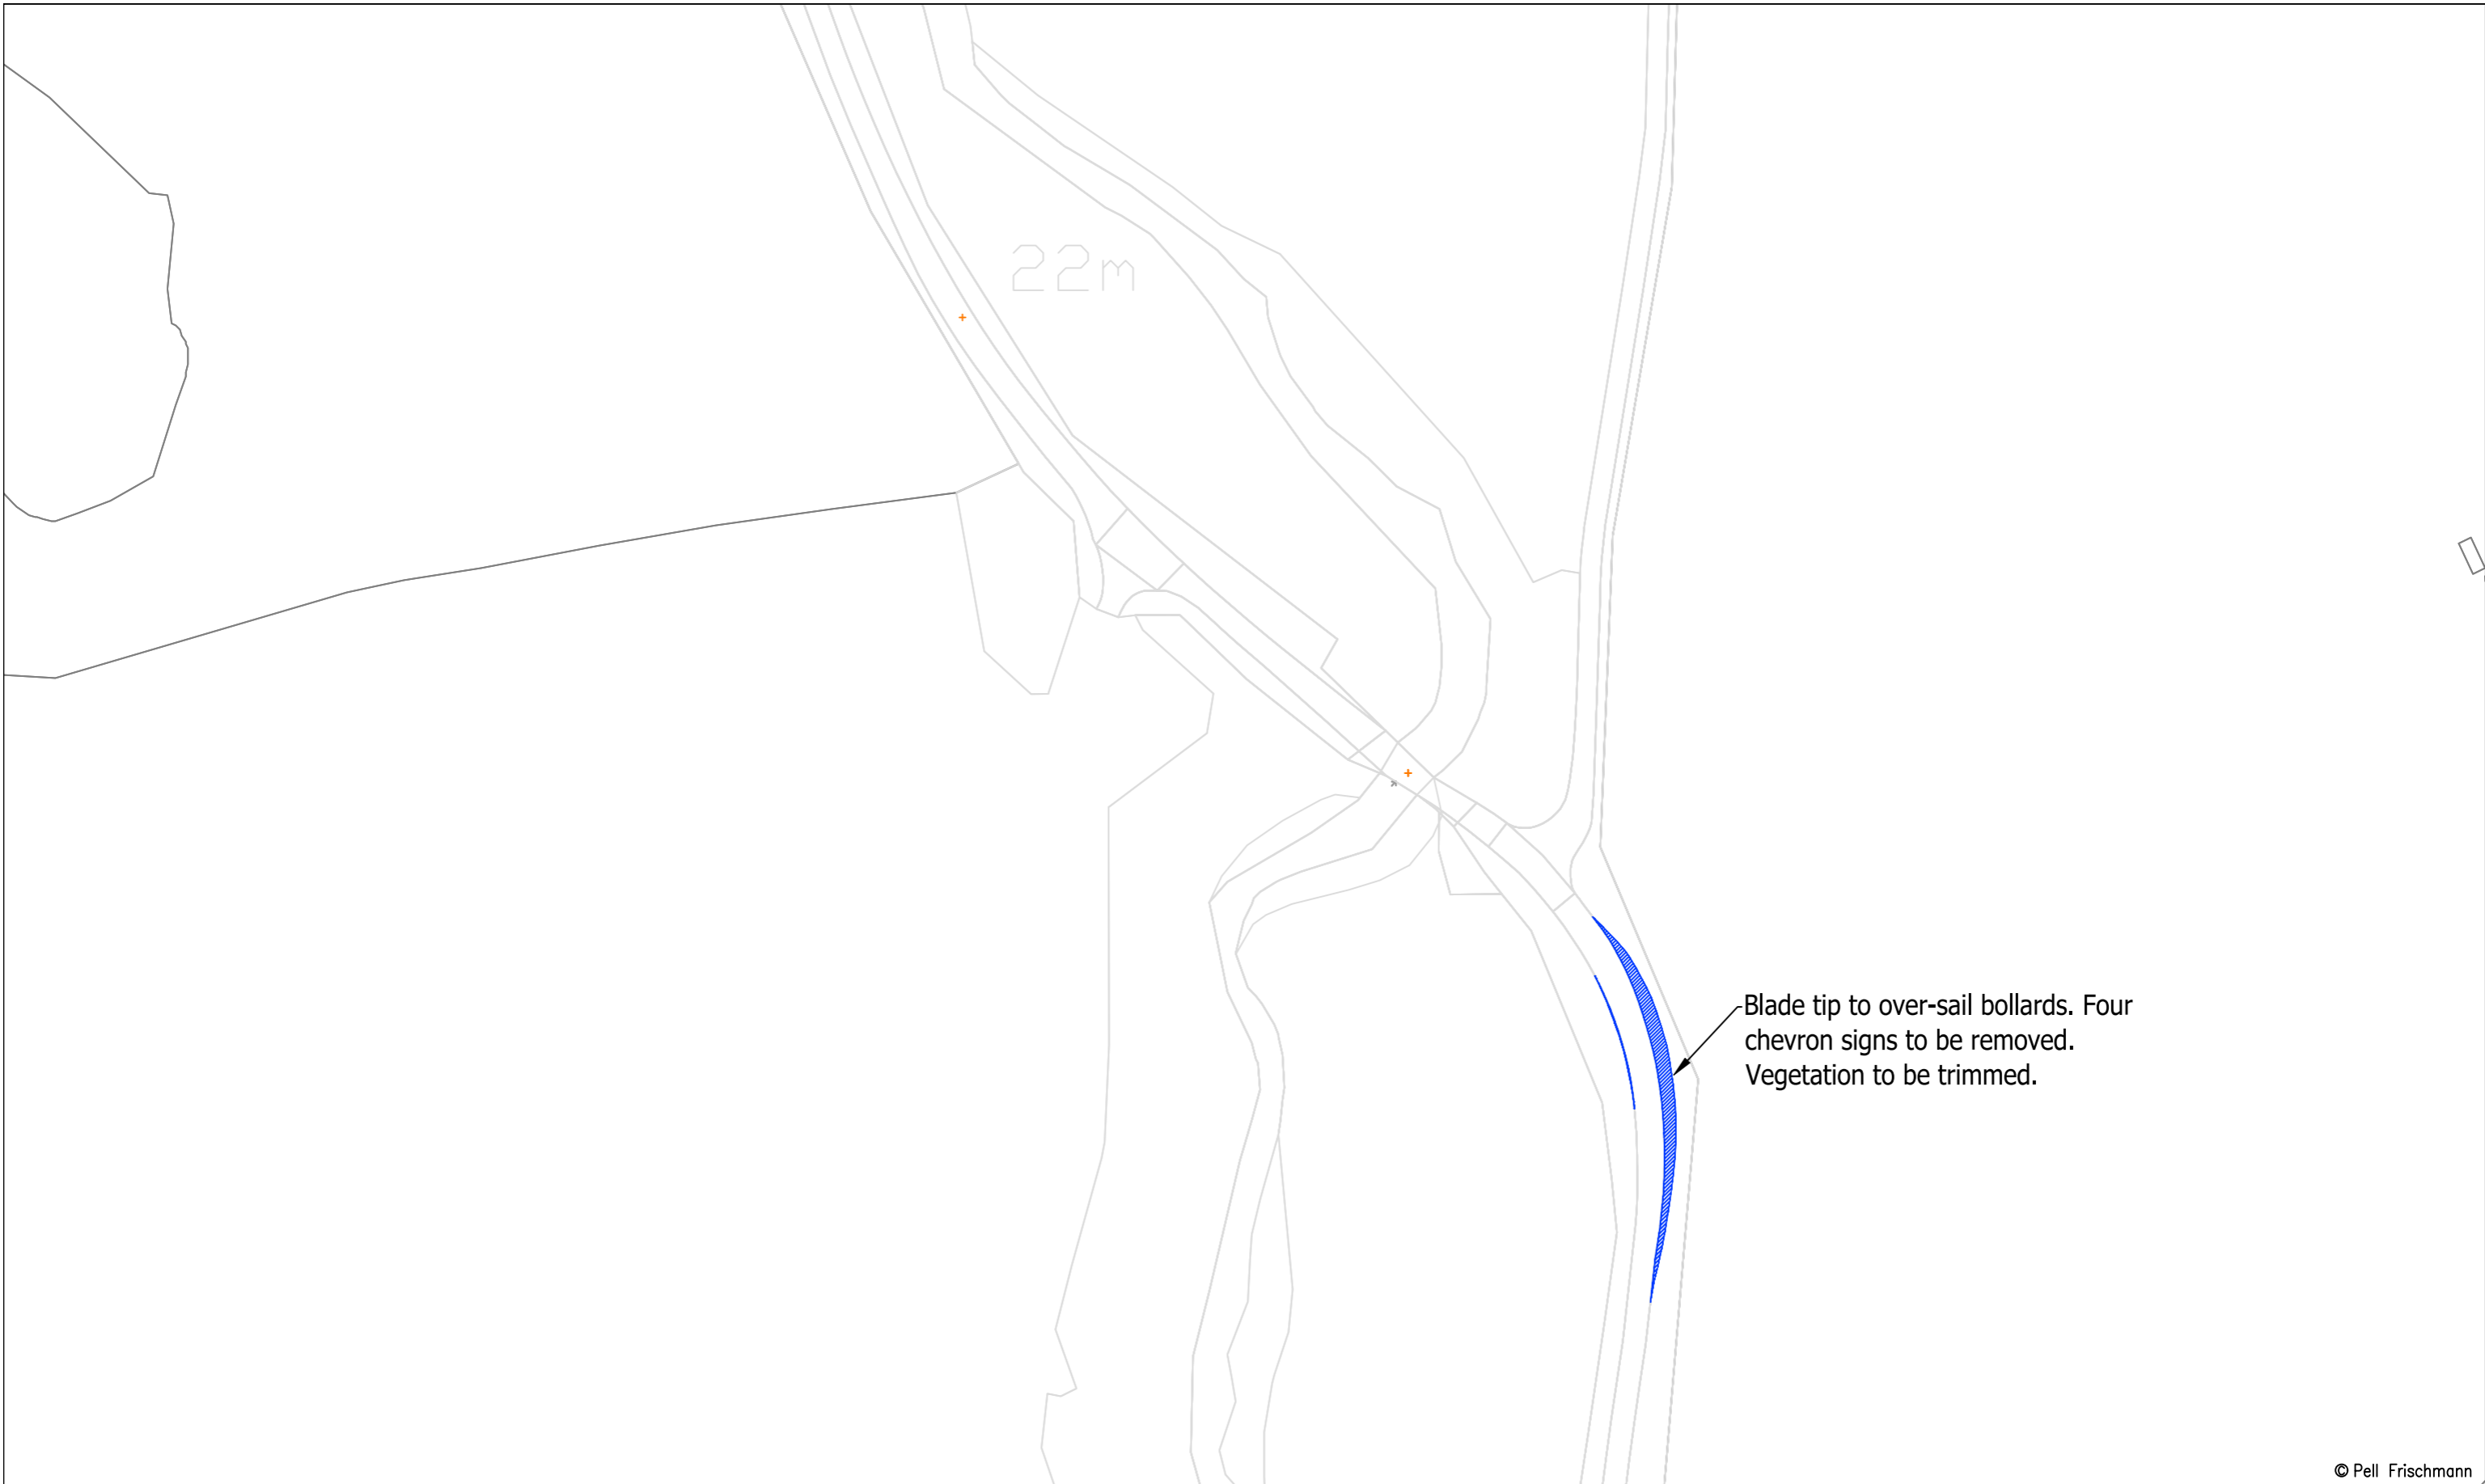 22m
Blade tip to over-sail bollards. Four
chevron signs to be removed.
Vegetation to be trimmed.
© Pell Frischmann